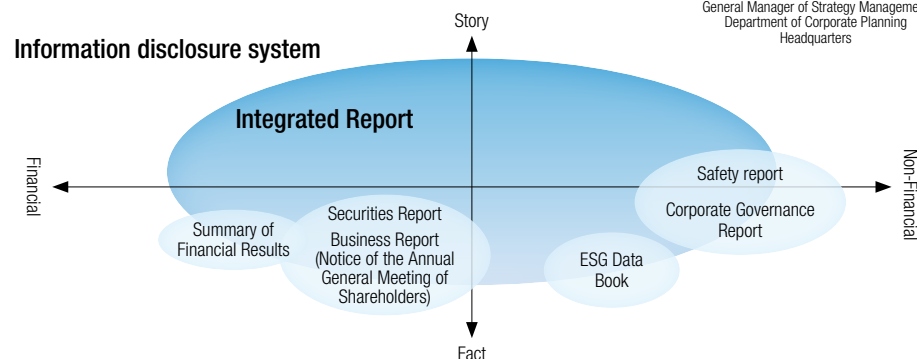 General Manager of Strategy Manageme
Department of Corporate Planning
Headquarters
Story
Information disclosure system
Integrated Report
Financial
Non-Financial
Safety report
Corporate Governance
Report
Summary of
Financial Results
Securities Report
Business Report
(Notice of the Annual
General Meeting of
Shareholders)
ESG Data
Book
Fact